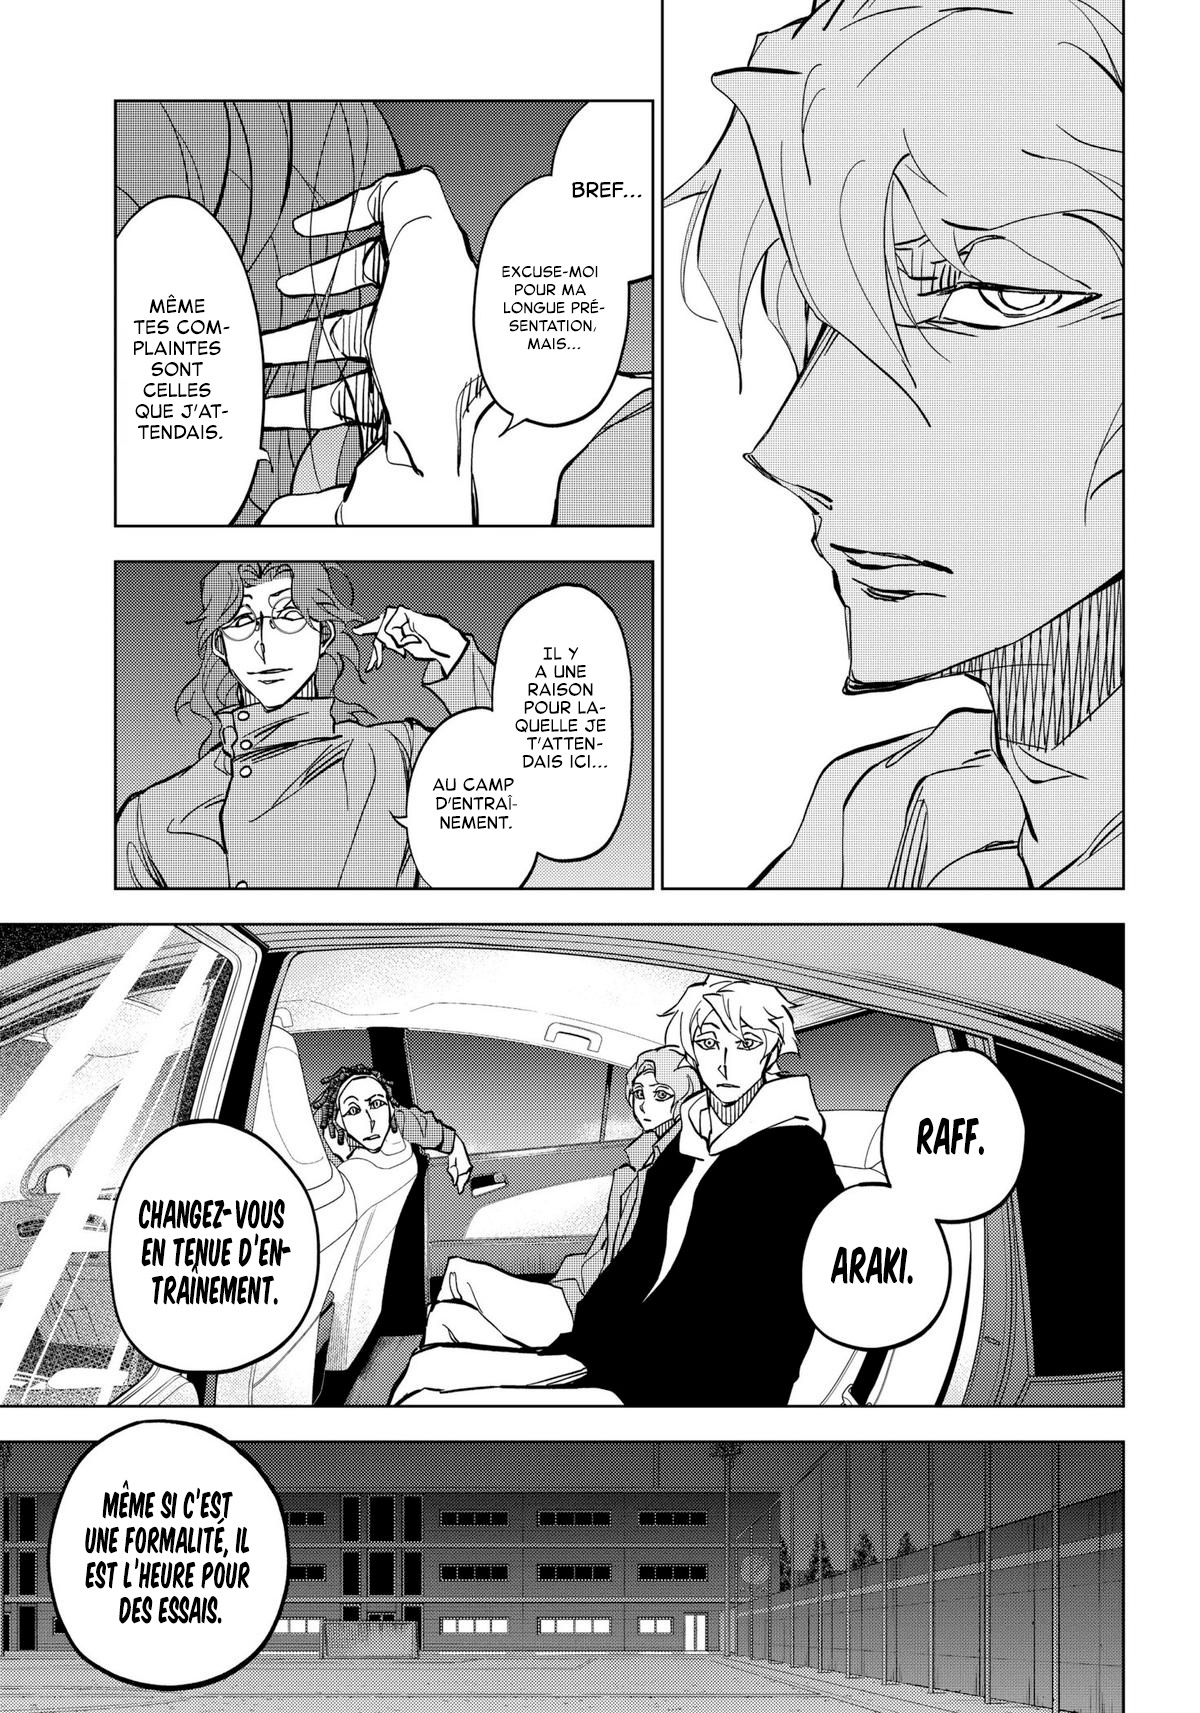 BREF...
EXCUSE-MOI
POUR MA
LONGUE PRÉ-
SENTATION,
MAIS...
MÊME
TES COM-
PLAINTES
SONT
CELLES
QUE J'AT-
TENDAIS.
IL Y
A UNE
RAISON
POUR LA-
QUELLE JE
T'ATTEN-
DAIS ICI...
AU CAMP
D'ENTRAÎ-
NEMENT.
RAFF.
ARAKI.
CHANGEZ-VOUS
EN TENUE D'EN-
TRAÎNEMENT.
MÊME SI C'EST
UNE FORMALITÉ, IL
EST L'HEURE POUR
DES ESSAIS.